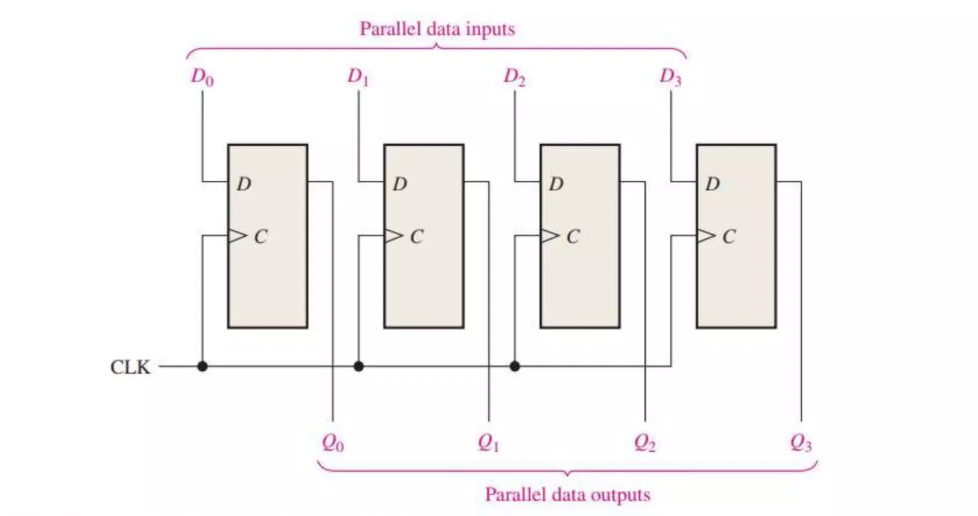 Parallel data inputs
D₀ D₁ D₂ D₃
D D D D
C C C C
CLK
Q₀ Q₁ Q₂ Q₃
Parallel data outputs